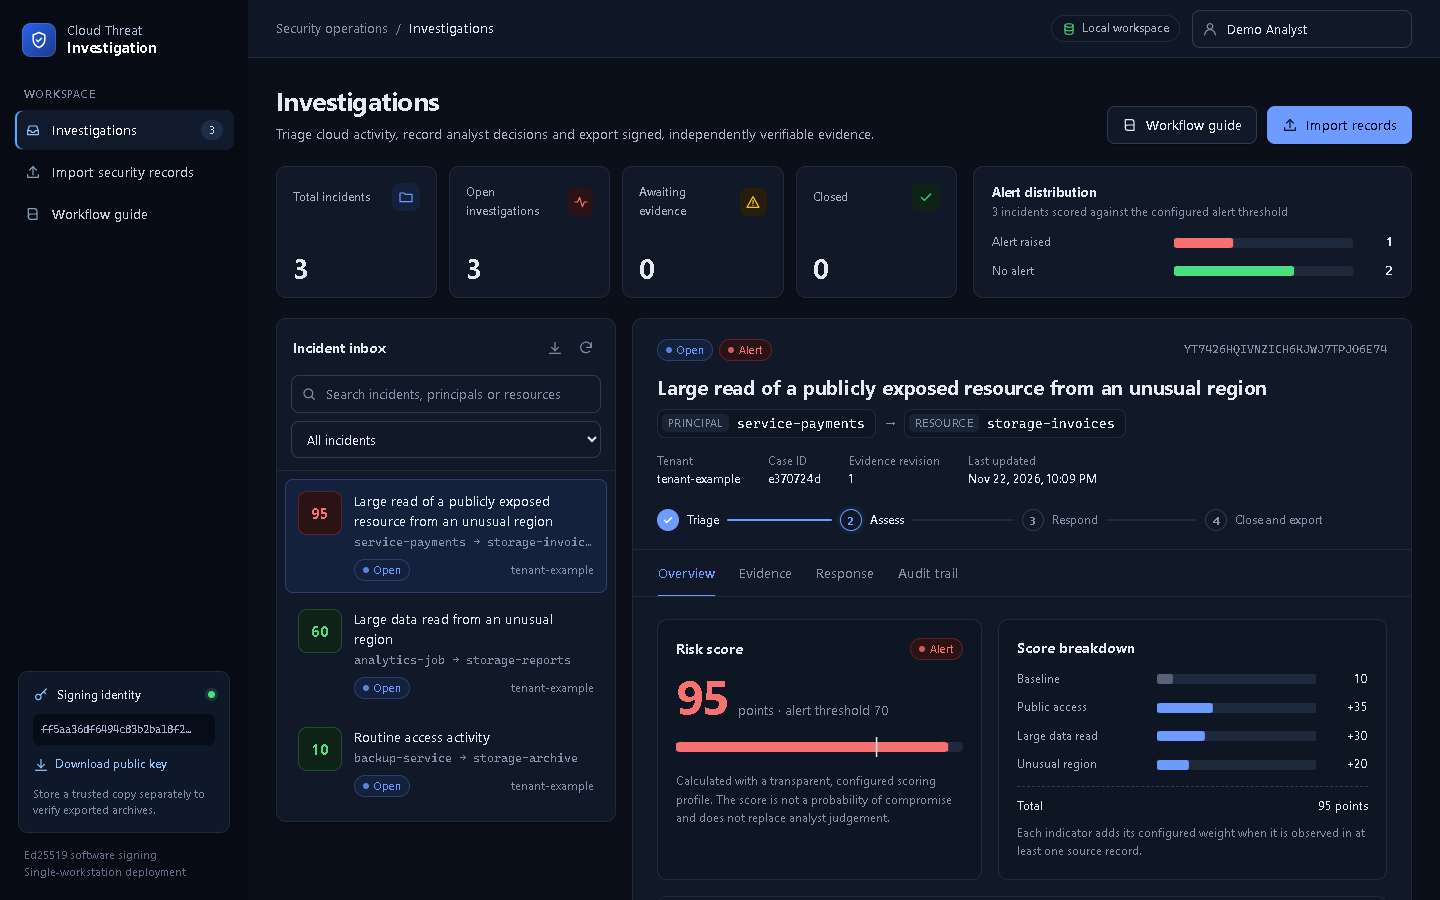 Cloud Threat
Investigation
WORKSPACE
Investigations 3
Import security records
Workflow guide
Signing identity
ff5aa36df6494c83b2ba18f2…
Download public key
Store a trusted copy separately to
verify exported archives.
Ed25519 software signing
Single-workstation deployment
Security operations / Investigations
Local workspace
Demo Analyst
Investigations
Triage cloud activity, record analyst decisions and export signed, independently verifiable evidence.
Workflow guide
Import records
Total incidents
3
Open
investigations
3
Awaiting
evidence
0
Closed
0
Alert distribution
3 incidents scored against the configured alert threshold
Alert raised 1
No alert 2
Incident inbox
Search incidents, principals or resources
All incidents
95
Large read of a publicly exposed
resource from an unusual region
service-payments → storage-invoic…
Open tenant-example
60
Large data read from an unusual
region
analytics-job → storage-reports
Open tenant-example
10
Routine access activity
backup-service → storage-archive
Open tenant-example
Open Alert YT7426HQIVNZICH6KJWJ7TPJO6E74
Large read of a publicly exposed resource from an unusual region
PRINCIPAL service-payments → RESOURCE storage-invoices
Tenant Case ID Evidence revision Last updated
tenant-example e370724d 1 Nov 22, 2026, 10:09 PM
Triage 2 Assess 3 Respond 4 Close and export
Overview Evidence Response Audit trail
Risk score Alert
95 points · alert threshold 70
Calculated with a transparent, configured scoring
profile. The score is not a probability of compromise
and does not replace analyst judgement.
Score breakdown
Baseline 10
Public access +35
Large data read +30
Unusual region +20
Total 95 points
Each indicator adds its configured weight when it is observed in at
least one source record.